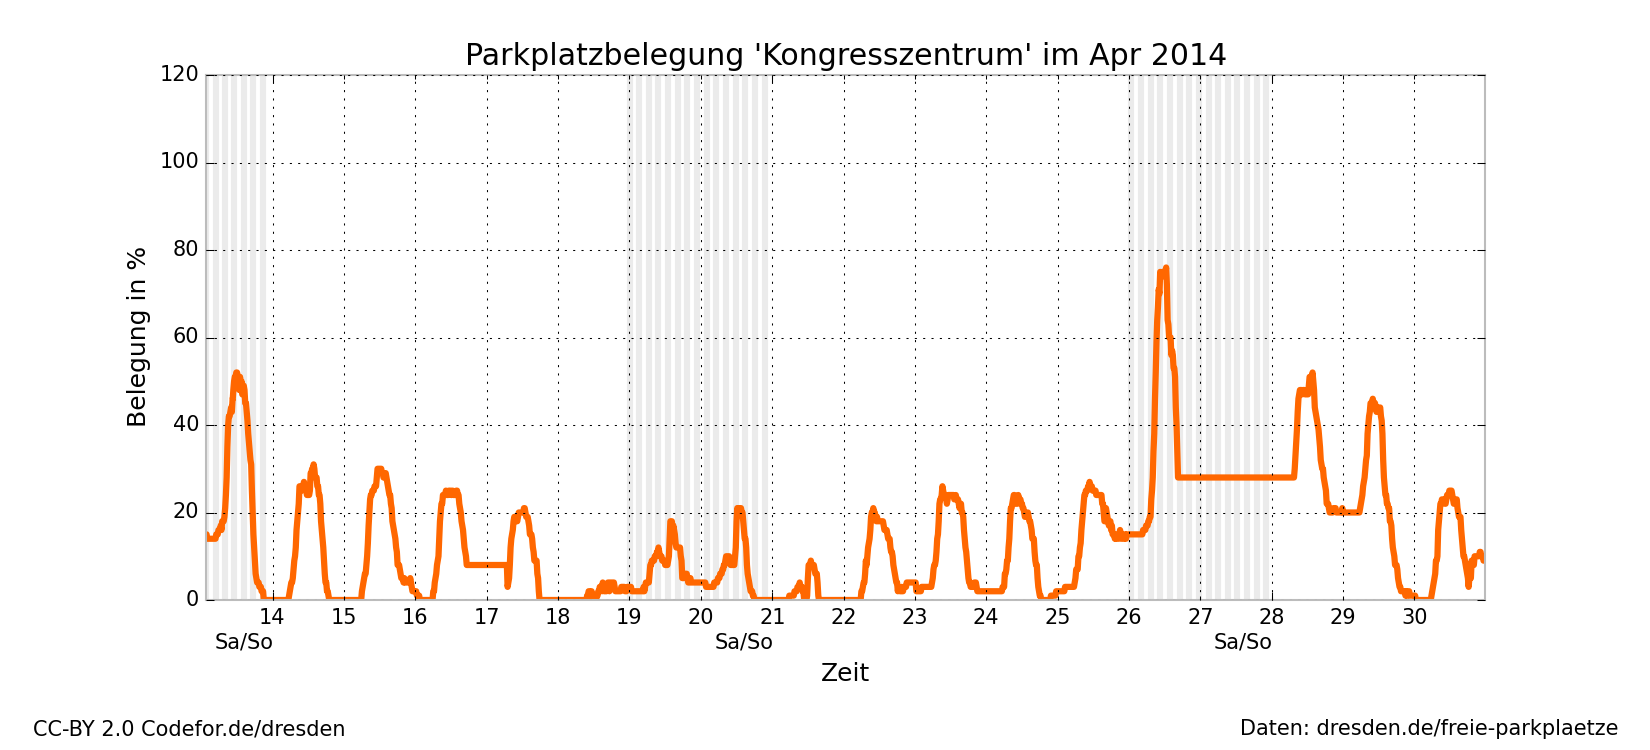 Parkplatzbelegung 'Kongresszentrum' im Apr 2014
120
100
80
60
40
20
0
Belegung in %
14 15 16 17 18 19 20 21 22 23 24 25 26 27 28 29 30
Sa/So Sa/So Sa/So
Zeit
CC-BY 2.0 Codefor.de/dresden
Daten: dresden.de/freie-parkplaetze